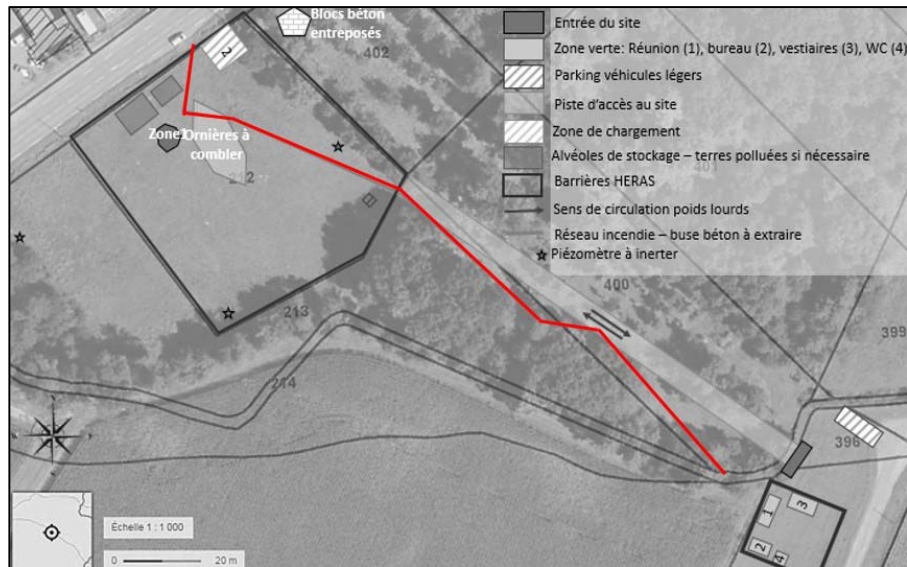 Blocs béton
entreposés
402
2
Entrée du site
Zone verte: Réunion (1), bureau (2), vestiaires (3), WC (4)
Parking véhicules légers
Piste d'accès au site
Zone de chargement
Alvéoles de stockage – terres polluées si nécessaire
Barrières HERAS
Sens de circulation poids lourds
Réseau incendie – buse béton à extraire
Piézomètre à inerter
401
Zone
Ornières à
combler
212
400
213
214
399
396
1
3
2
4
Échelle 1 : 1 000
0
20 m